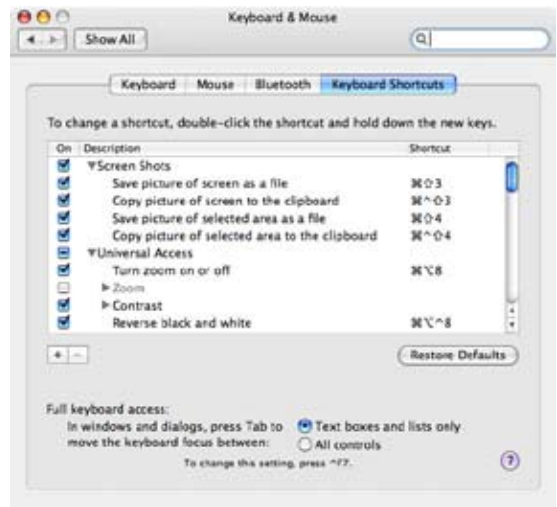 Keyboard & Mouse
Show All
Keyboard Mouse Bluetooth Keyboard Shortcuts
To change a shortcut, double-click the shortcut and hold down the new keys.
On Description Shortcut
▼Screen Shots
Save picture of screen as a file ⌘⇧3
Copy picture of screen to the clipboard ⌘^⇧3
Save picture of selected area as a file ⌘⇧4
Copy picture of selected area to the clipboard ⌘^⇧4
▼Universal Access
Turn zoom on or off ⌘⌥8
▶Zoom
▶Contrast
Reverse black and white ⌘⌥^8
+ -
Restore Defaults
Full keyboard access:
In windows and dialogs, press Tab to move the keyboard focus between:
Text boxes and lists only
All controls
To change this setting, press ^F7.
?